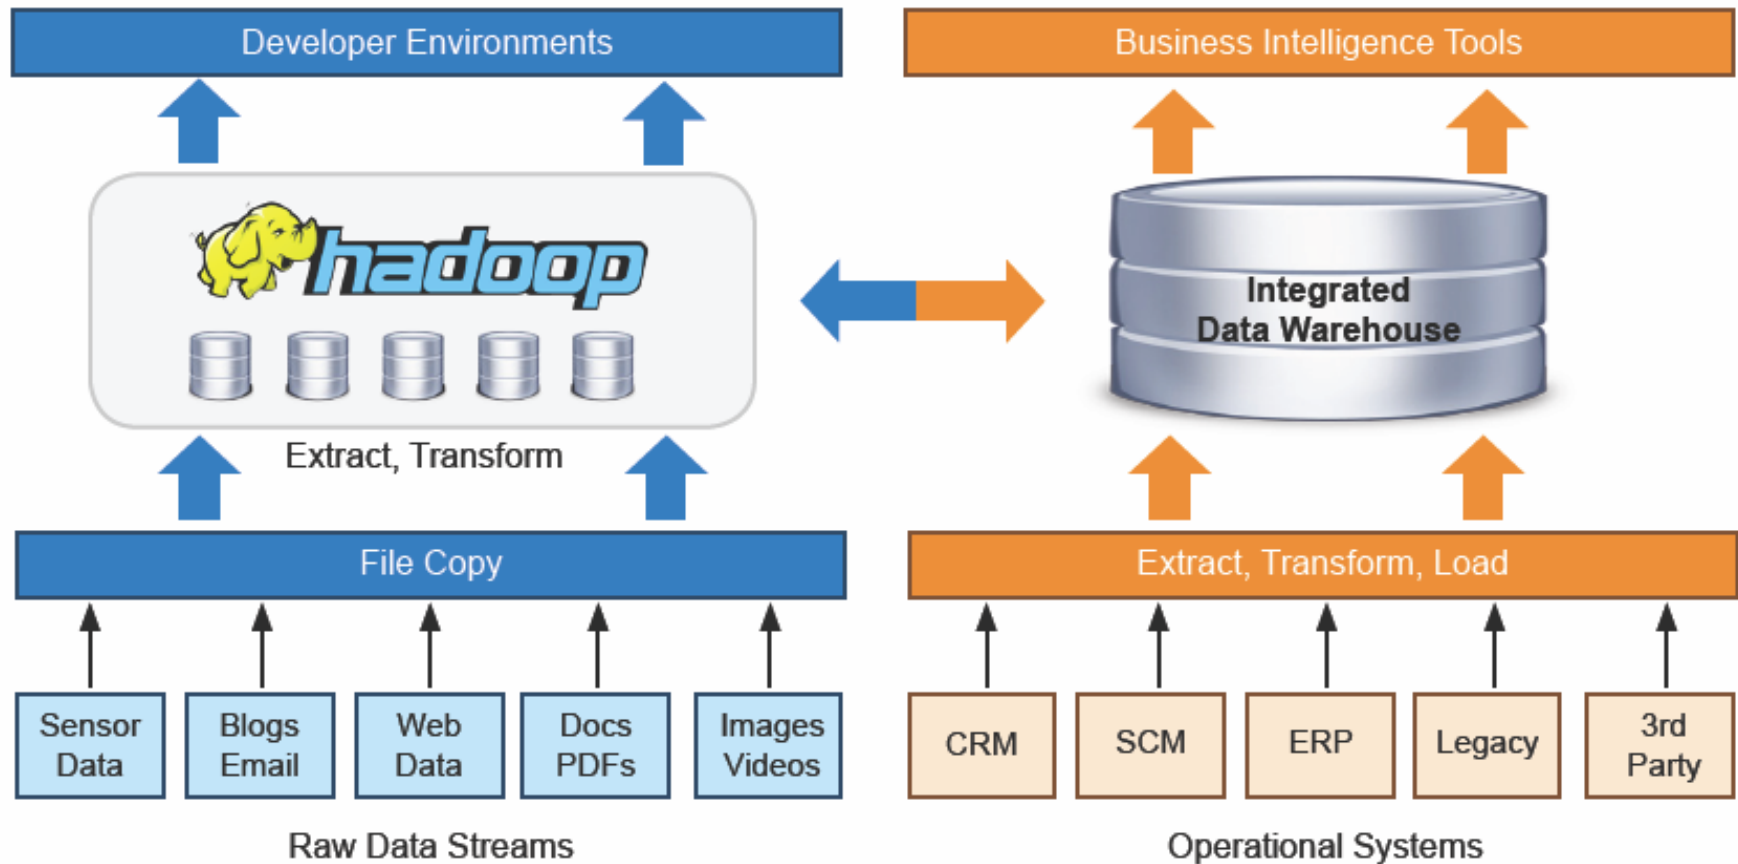 Developer Environments
Business Intelligence Tools
hadoop
Integrated
Data Warehouse
Extract, Transform
File Copy
Extract, Transform, Load
Sensor
Data
Blogs
Email
Web
Data
Docs
PDFs
Images
Videos
CRM
SCM
ERP
Legacy
3rd
Party
Raw Data Streams
Operational Systems